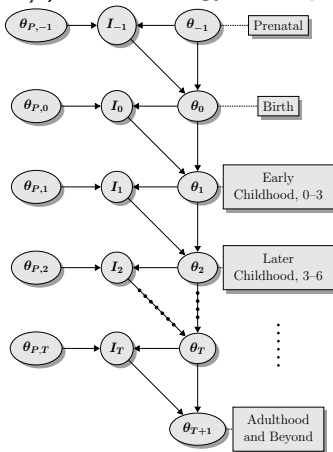 θP,−1 I−1 θ−1 Prenatal
θP,0 I0 θ0 Birth
θP,1 I1 θ1 Early
Childhood, 0–3
θP,2 I2 θ2 Later
Childhood, 3–6
θP,T IT θT
θT+1 Adulthood
and Beyond